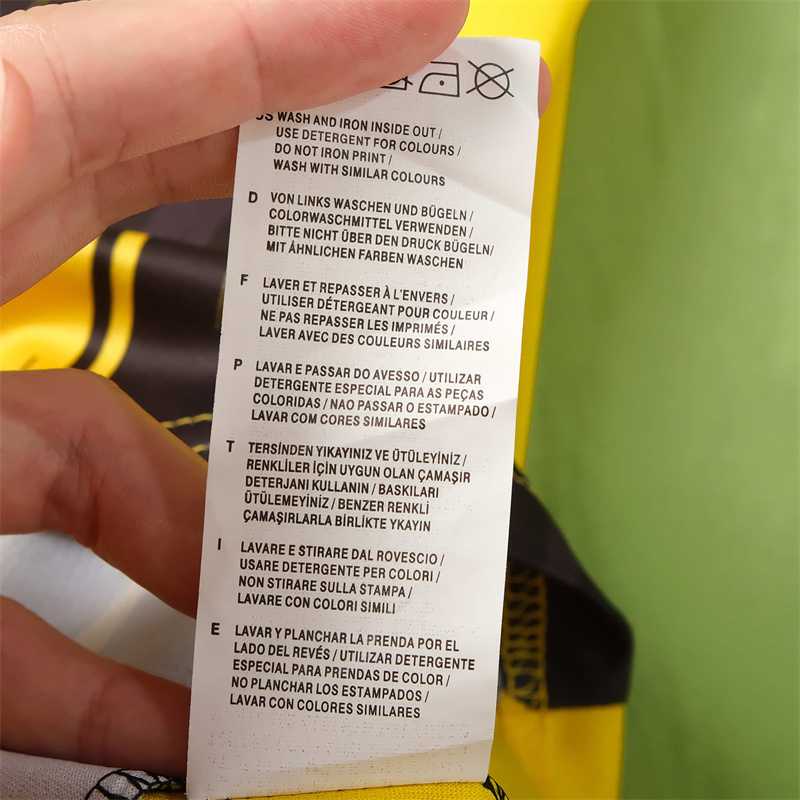 US WASH AND IRON INSIDE OUT /
USE DETERGENT FOR COLOURS /
DO NOT IRON PRINT /
WASH WITH SIMILAR COLOURS
D VON LINKS WASCHEN UND BÜGELN /
COLORWASCHMITTEL VERWENDEN /
BITTE NICHT ÜBER DEN DRUCK BÜGELN/
MIT ÄHNLICHEN FARBEN WASCHEN
F LAVER ET REPASSER À L'ENVERS /
UTILISER DÉTERGEANT POUR COULEUR /
NE PAS REPASSER LES IMPRIMÉS /
LAVER AVEC DES COULEURS SIMILAIRES
P LAVAR E PASSAR DO AVESSO / UTILIZAR
DETERGENTE ESPECIAL PARA AS PEÇAS
COLORIDAS / NAO PASSAR O ESTAMPADO /
LAVAR COM CORES SIMILARES
T TERSİNDEN YIKAYINIZ VE ÜTÜLEYİNİZ /
RENKLİLER İÇİN UYGUN OLAN ÇAMAŞIR
DETERJANI KULLANIN / BASKILARI
ÜTÜLEMEYİNİZ / BENZER RENKLİ
ÇAMAŞIRLARLA BİRLİKTE YKAYIN
I LAVARE E STIRARE DAL ROVESCIO /
USARE DETERGENTE PER COLORI /
NON STIRARE SULLA STAMPA /
LAVARE CON COLORI SIMILI
E LAVAR Y PLANCHAR LA PRENDA POR EL
LADO DEL REVÉS / UTILIZAR DETERGENTE
ESPECIAL PARA PRENDAS DE COLOR /
NO PLANCHAR LOS ESTAMPADOS /
LAVAR CON COLORES SIMILARES